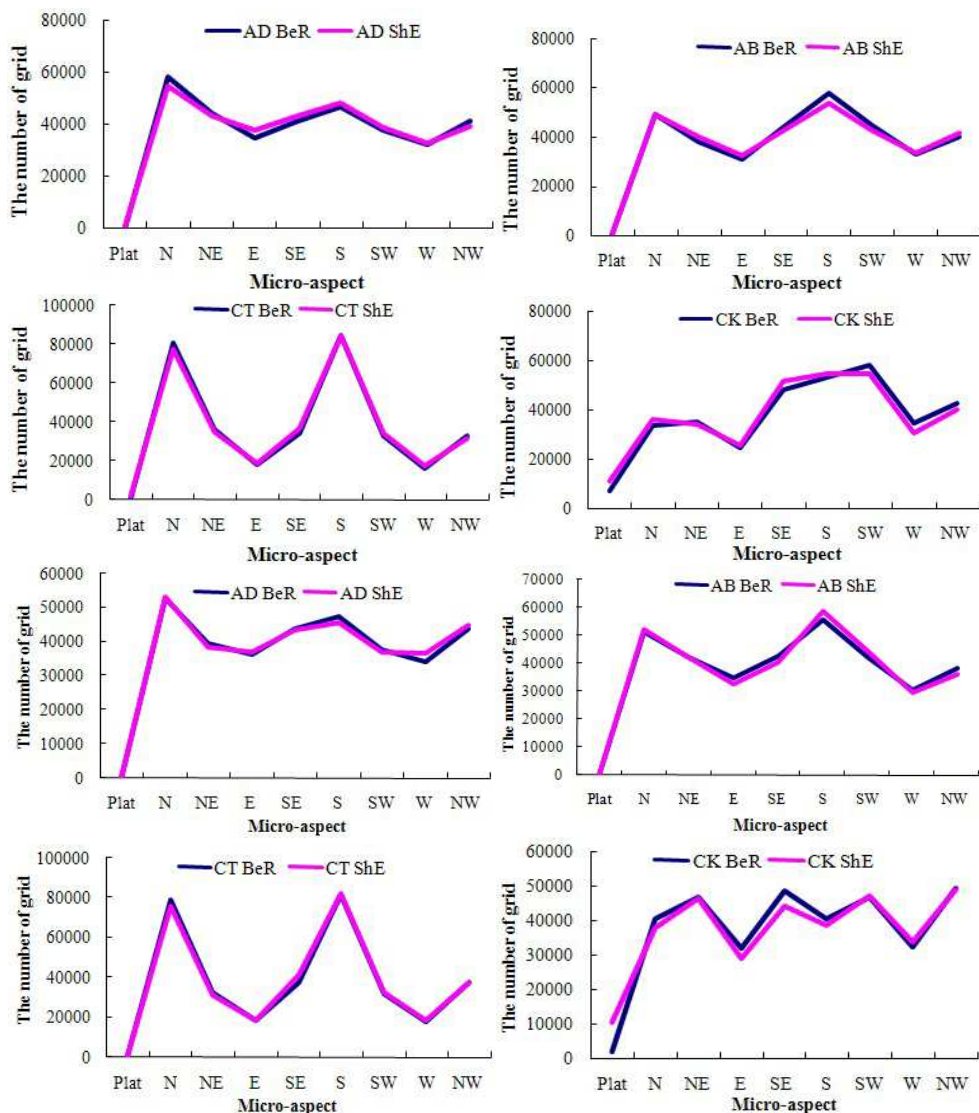 AD BeR AD ShE
80000
60000
40000
20000
0
The number of grid
Plat N NE E SE S SW W NW
Micro-aspect
AB BeR AB ShE
80000
60000
40000
20000
0
The number of grid
Plat N NE E SE S SW W NW
Micro-aspect
CT BeR CT ShE
100000
80000
60000
40000
20000
0
The number of grid
Plat N NE E SE S SW W NW
Micro-aspect
CK BeR CK ShE
80000
60000
40000
20000
0
The number of grid
Plat N NE E SE S SW W NW
Micro-aspect
AD BeR AD ShE
60000
50000
40000
30000
20000
10000
0
The number of grid
Plat N NE E SE S SW W NW
Micro-aspect
AB BeR AB ShE
70000
60000
50000
40000
30000
20000
10000
0
The number of grid
Plat N NE E SE S SW W NW
Micro-aspect
CT BeR CT ShE
100000
80000
60000
40000
20000
0
The number of grid
Plat N NE E SE S SW W NW
Micro-aspect
CK BeR CK ShE
60000
50000
40000
30000
20000
10000
0
The number of grid
Plat N NE E SE S SW W NW
Micro-aspect